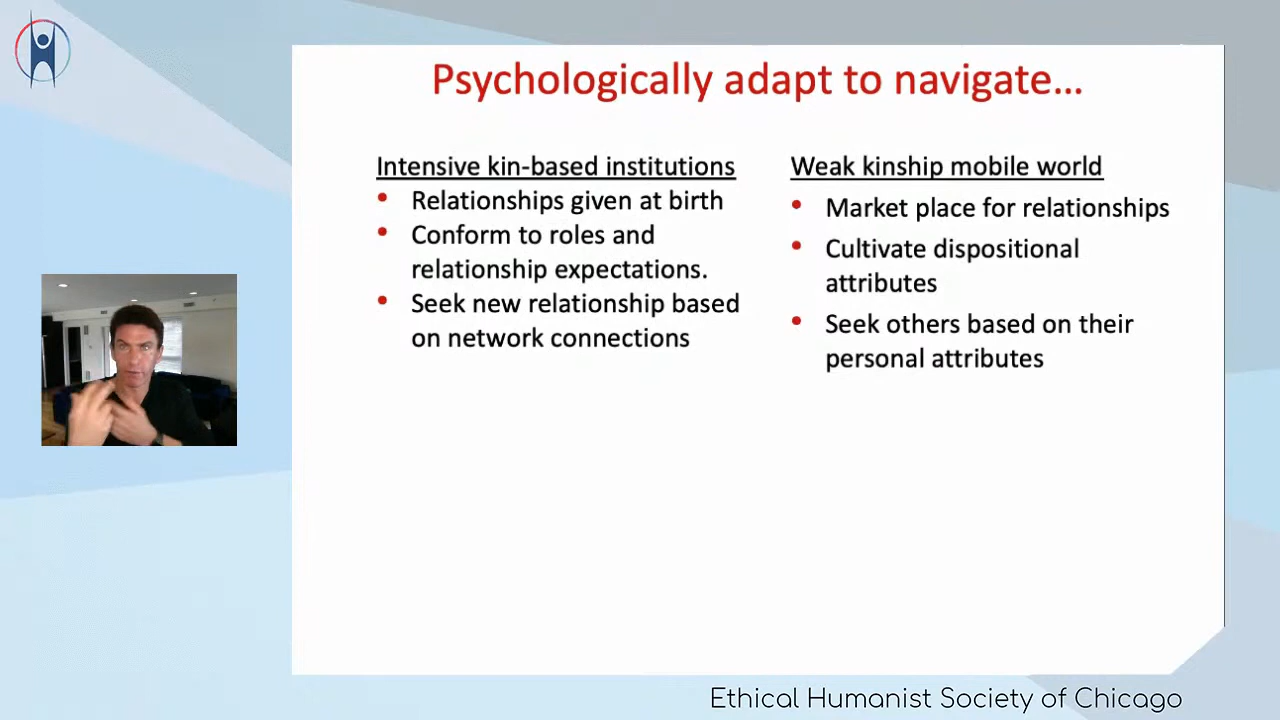 Psychologically adapt to navigate...
Intensive kin-based institutions
• Relationships given at birth
• Conform to roles and
relationship expectations.
• Seek new relationship based
on network connections
Weak kinship mobile world
• Market place for relationships
• Cultivate dispositional
attributes
• Seek others based on their
personal attributes
Ethical Humanist Society of Chicago